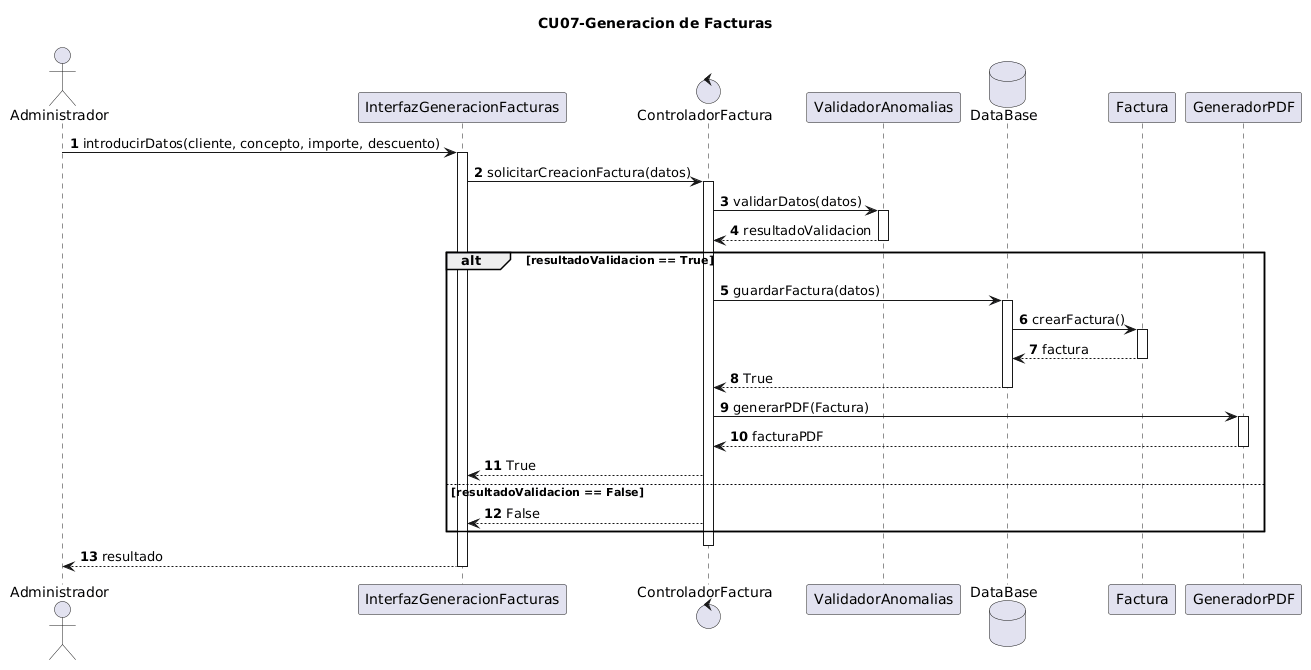 CU07-Generacion de Facturas
Administrador
InterfazGeneracionFacturas
ControladorFactura
ValidadorAnomalias
DataBase
Factura
GeneradorPDF
1 introducirDatos(cliente, concepto, importe, descuento)
2 solicitarCreacionFactura(datos)
3 validarDatos(datos)
4 resultadoValidacion
alt [resultadoValidacion == True]
5 guardarFactura(datos)
6 crearFactura()
7 factura
8 True
9 generarPDF(Factura)
10 facturaPDF
11 True
[resultadoValidacion == False]
12 False
13 resultado
Administrador
InterfazGeneracionFacturas
ControladorFactura
ValidadorAnomalias
DataBase
Factura
GeneradorPDF